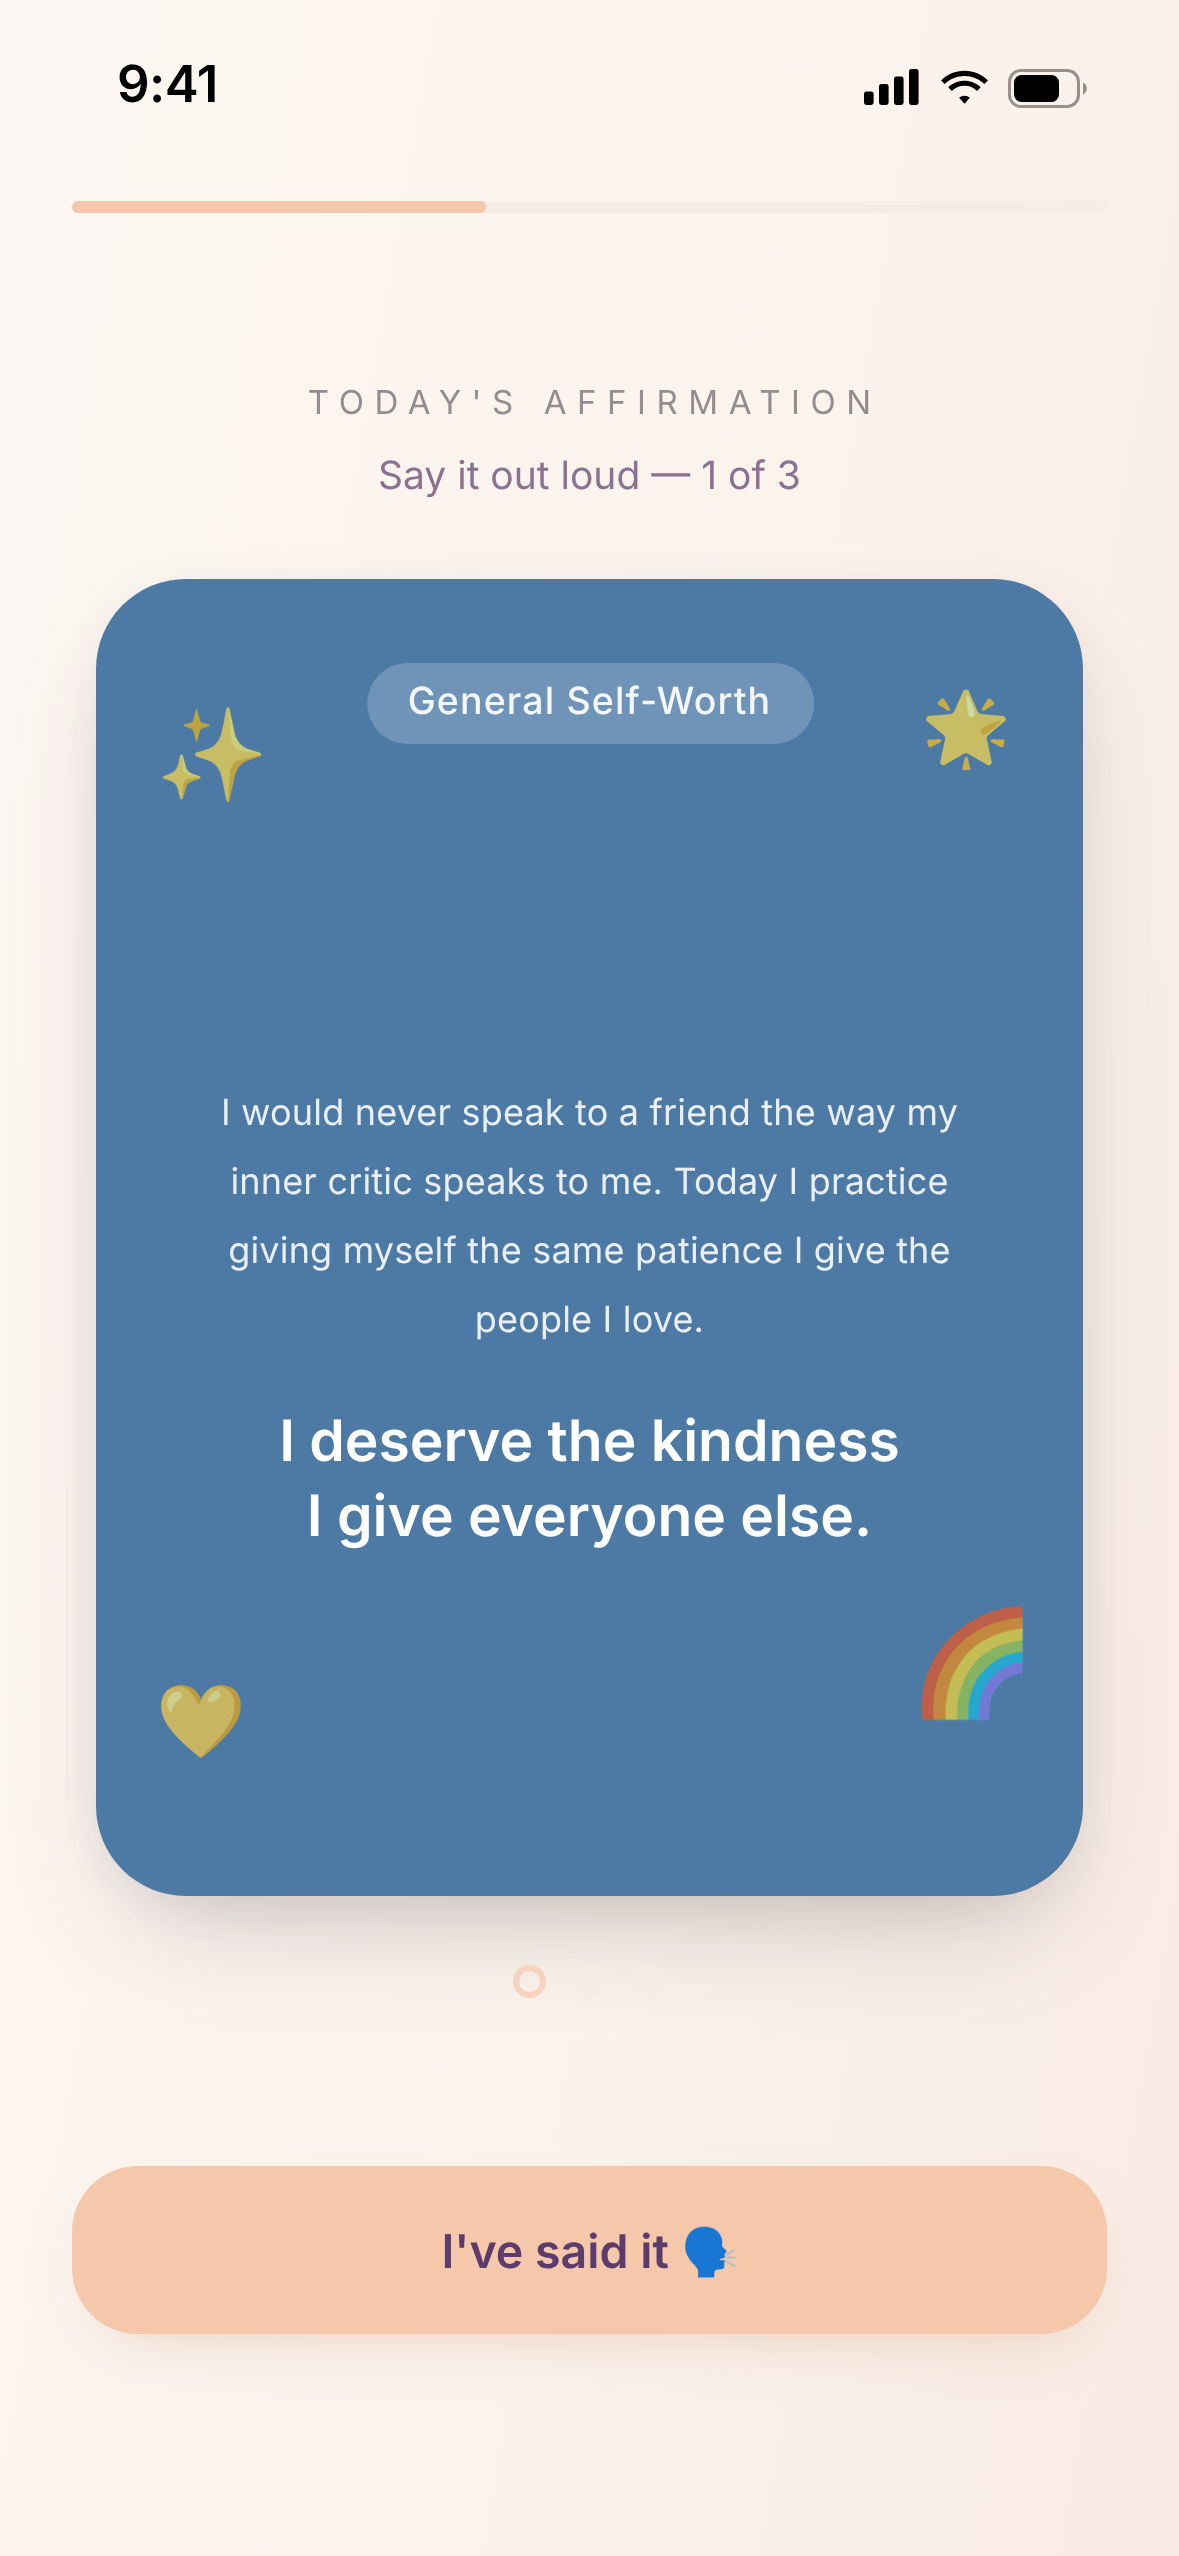 9:41
TODAY'S AFFIRMATION
Say it out loud — 1 of 3
General Self-Worth
I would never speak to a friend the way my
inner critic speaks to me. Today I practice
giving myself the same patience I give the
people I love.
I deserve the kindness
I give everyone else.
I've said it 🗣️